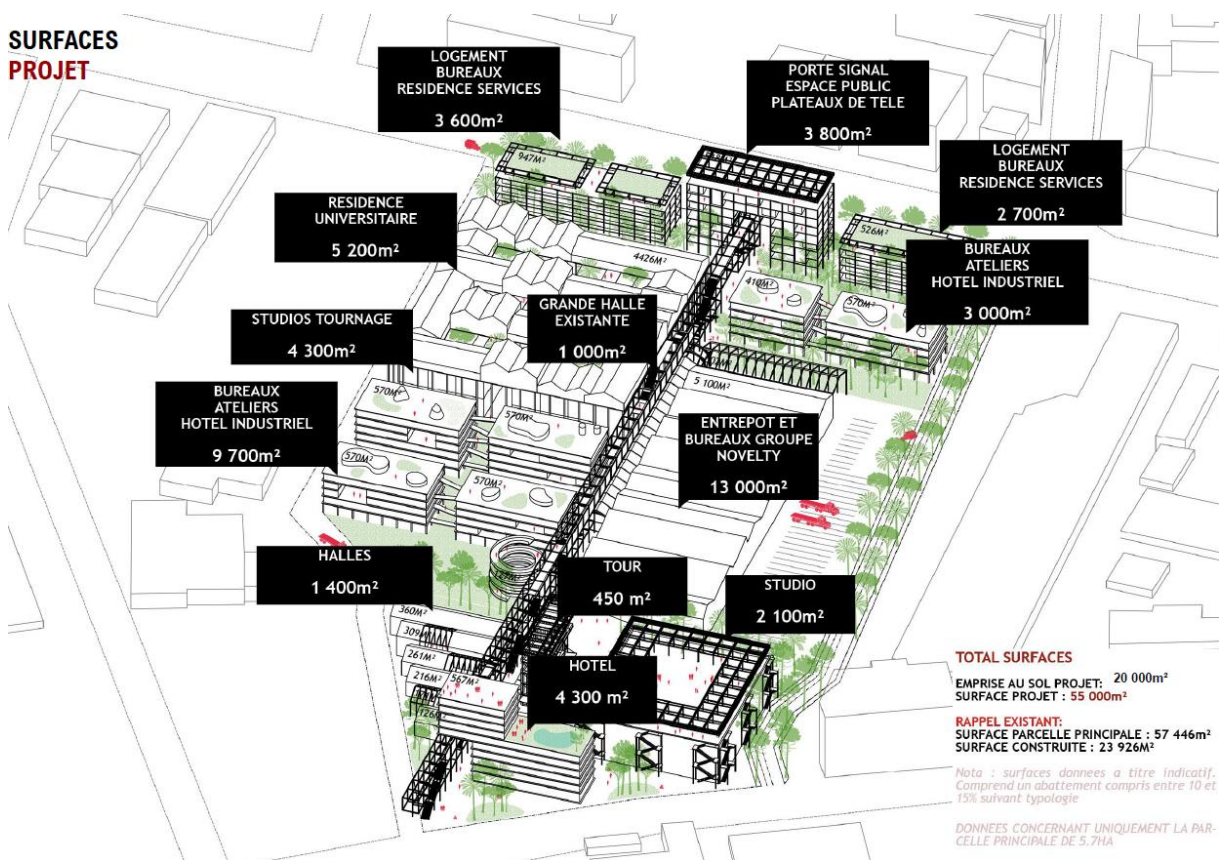 SURFACES
PROJET
LOGEMENT
BUREAUX
RESIDENCE SERVICES
3 600m²
PORTE SIGNAL
ESPACE PUBLIC
PLATEAUX DE TELE
3 800m²
LOGEMENT
BUREAUX
RESIDENCE SERVICES
2 700m²
RESIDENCE
UNIVERSITAIRE
5 200m²
BUREAUX
ATELIERS
HOTEL INDUSTRIEL
3 000m²
GRANDE HALLE
EXISTANTE
1 000m²
STUDIOS TOURNAGE
4 300m²
BUREAUX
ATELIERS
HOTEL INDUSTRIEL
9 700m²
ENTREPOT ET
BUREAUX GROUPE
NOVELTY
13 000m²
HALLES
1 400m²
TOUR
450 m²
STUDIO
2 100m²
HOTEL
4 300 m²
947M²
526M²
4426M²
410M²
570M²
5 100M²
570M²
570M²
570M²
570M²
360M²
309M²
261M²
216M²
567M²
TOTAL SURFACES
EMPRISE AU SOL PROJET: 20 000m²
SURFACE PROJET : 55 000m²
RAPPEL EXISTANT:
SURFACE PARCELLE PRINCIPALE : 57 446m²
SURFACE CONSTRUITE : 23 926M²
Nota : surfaces donnees a titre indicatif.
Comprend un abattement compris entre 10 et
15% suivant typologie
DONNEES CONCERNANT UNIQUEMENT LA PAR-
CELLE PRINCIPALE DE 5.7HA